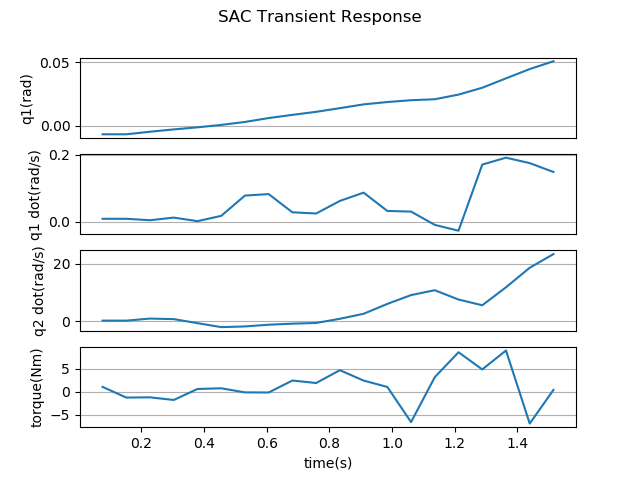 SAC Transient Response
q1(rad)
0.05
0.00
q1 dot(rad/s)
0.2
0.0
q2 dot(rad/s)
20
0
torque(Nm)
5
0
−5
0.2 0.4 0.6 0.8 1.0 1.2 1.4
time(s)